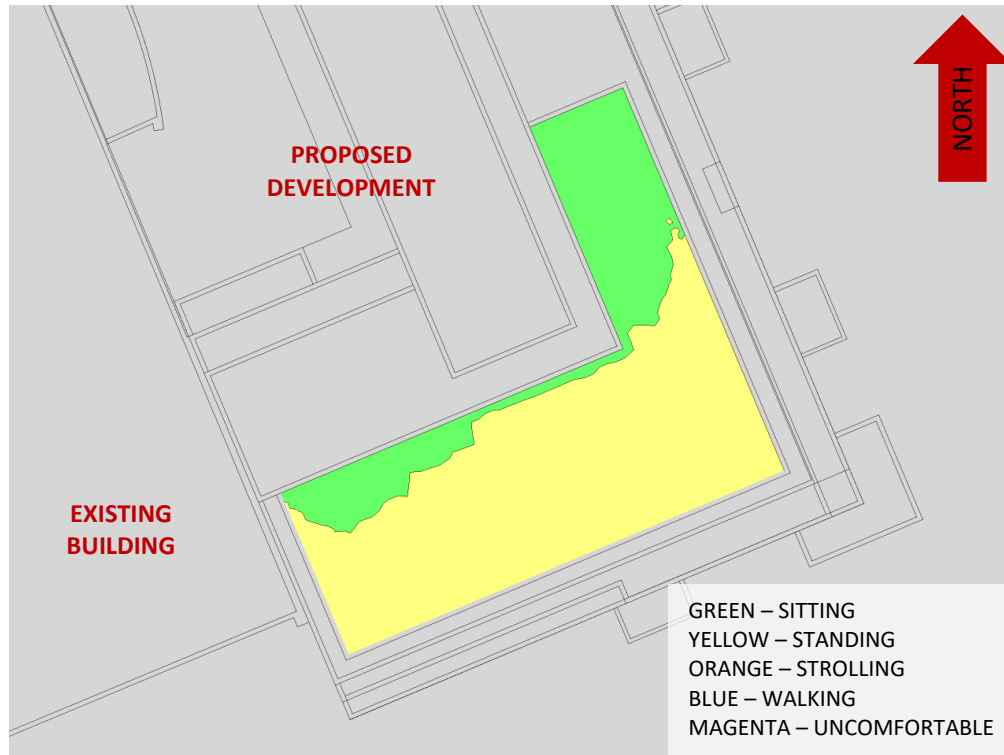 NORTH
PROPOSED
DEVELOPMENT
EXISTING
BUILDING
GREEN – SITTING
YELLOW – STANDING
ORANGE – STROLLING
BLUE – WALKING
MAGENTA – UNCOMFORTABLE